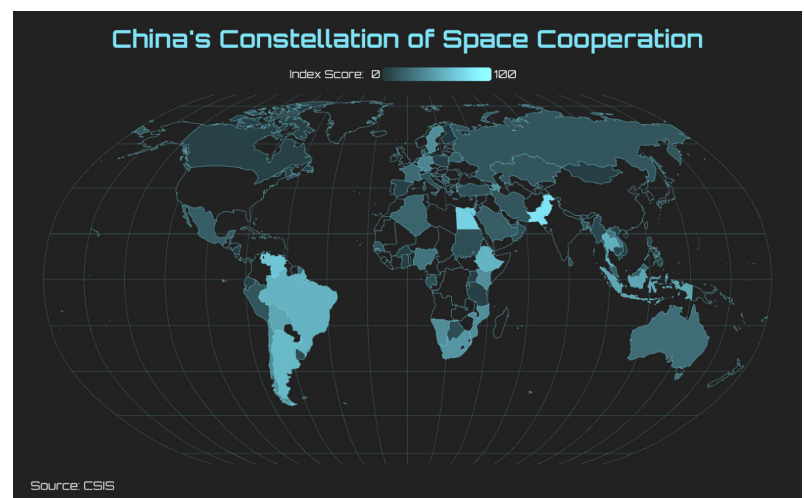 China's Constellation of Space Cooperation
Index Score: 0 100
Source: CSIS